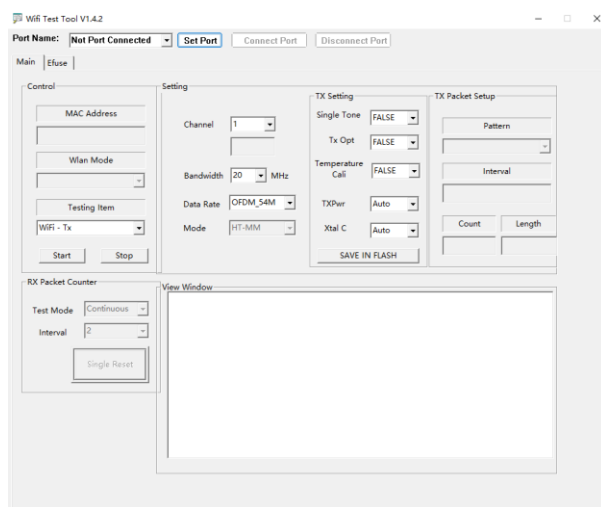 Wifi Test Tool V1.4.2
Port Name: Not Port Connected Set Port Connect Port Disconnect Port
Main Efuse
Control
MAC Address
Wlan Mode
Testing Item
WiFi - Tx
Start Stop
Setting
Channel 1
Bandwidth 20 MHz
Data Rate OFDM_54M
Mode HT-MM
TX Setting
Single Tone FALSE
Tx Opt FALSE
Temperature
Cali FALSE
TXPwr Auto
Xtal C Auto
SAVE IN FLASH
TX Packet Setup
Pattern
Interval
Count Length
RX Packet Counter
Test Mode Continuous
Interval 2
Single Reset
View Window